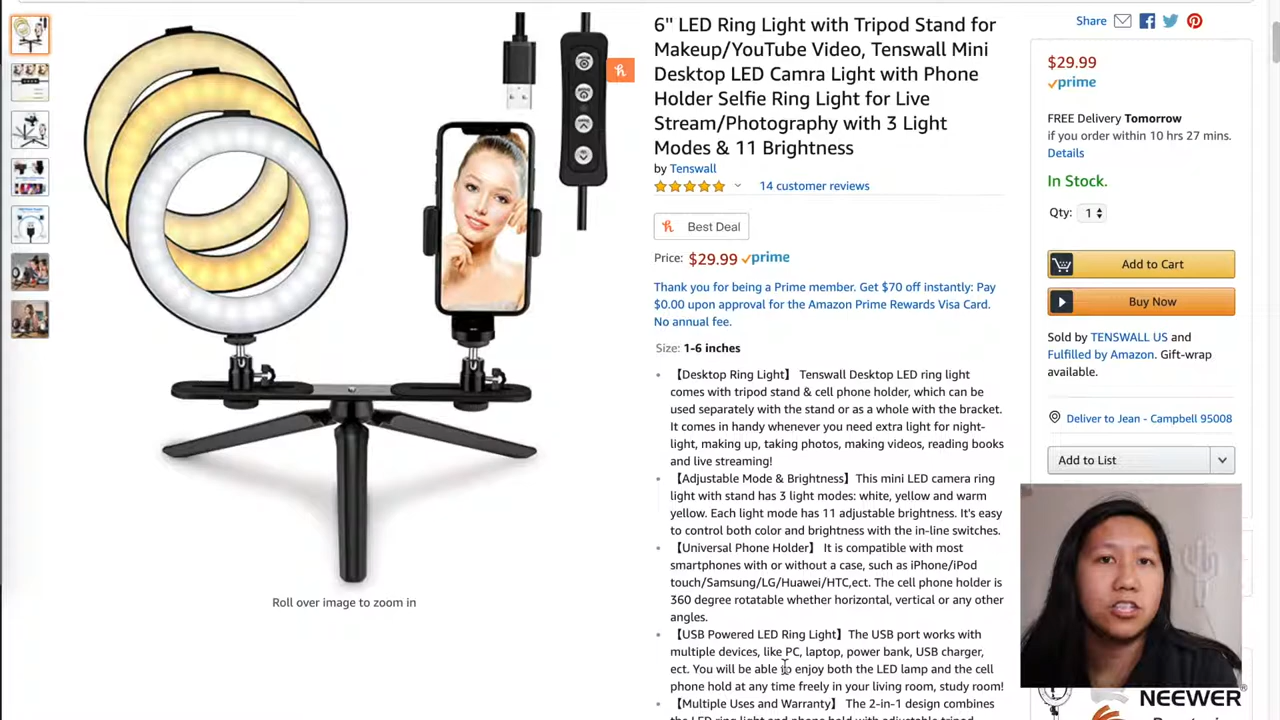 6" LED Ring Light with Tripod Stand for
Makeup/YouTube Video, Tenswall Mini
Desktop LED Camra Light with Phone
Holder Selfie Ring Light for Live
Stream/Photography with 3 Light
Modes & 11 Brightness
by Tenswall
14 customer reviews
Best Deal
Price: $29.99 prime
Thank you for being a Prime member. Get $70 off instantly: Pay
$0.00 upon approval for the Amazon Prime Rewards Visa Card.
No annual fee.
Size: 1-6 inches
【Desktop Ring Light】 Tenswall Desktop LED ring light
comes with tripod stand & cell phone holder, which can be
used separately with the stand or as a whole with the bracket.
It comes in handy whenever you need extra light for night-
light, making up, taking photos, making videos, reading books
and live streaming!
【Adjustable Mode & Brightness】This mini LED camera ring
light with stand has 3 light modes: white, yellow and warm
yellow. Each light mode has 11 adjustable brightness. It's easy
to control both color and brightness with the in-line switches.
【Universal Phone Holder】 It is compatible with most
smartphones with or without a case, such as iPhone/iPod
touch/Samsung/LG/Huawei/HTC,ect. The cell phone holder is
360 degree rotatable whether horizontal, vertical or any other
angles.
【USB Powered LED Ring Light】The USB port works with
multiple devices, like PC, laptop, power bank, USB charger,
ect. You will be able to enjoy both the LED lamp and the cell
phone hold at any time freely in your living room, study room!
【Multiple Uses and Warranty】 The 2-in-1 design combines
the LED ring light and phone hold with adjustable tripod
Roll over image to zoom in
Share
$29.99
prime
FREE Delivery Tomorrow
if you order within 10 hrs 27 mins.
Details
In Stock.
Qty: 1
Add to Cart
Buy Now
Sold by TENSWALL US and
Fulfilled by Amazon. Gift-wrap
available.
Deliver to Jean - Campbell 95008
Add to List
NEEWER®